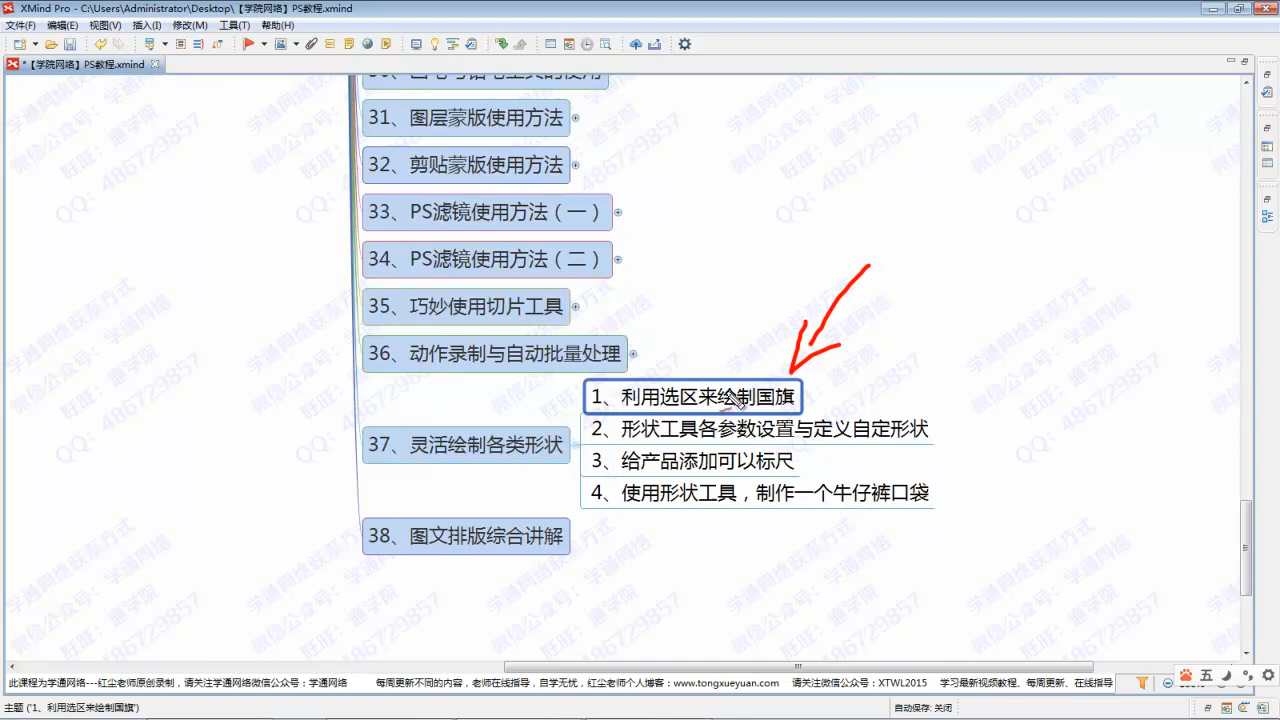 XMind Pro - C:\Users\Administrator\Desktop\【学院网络】PS教程.xmind
文件(F) 编辑(E) 视图(V) 插入(I) 修改(M) 工具(T) 帮助(H)
*【学院网络】PS教程.xmind
31、图层蒙版使用方法
32、剪贴蒙版使用方法
33、PS滤镜使用方法（一）
34、PS滤镜使用方法（二）
35、巧妙使用切片工具
36、动作录制与自动批量处理
1、利用选区来绘制国旗
2、形状工具各参数设置与定义自定形状
37、灵活绘制各类形状
3、给产品添加可以标尺
4、使用形状工具，制作一个牛仔裤口袋
38、图文排版综合讲解
学通网络联系方式
QQ：486729857
五
此课程为学通网络---红尘老师原创录制，请关注学通网络微信公众号：学通网络 每周更新不同的内容，老师在线指导，目学无忧，红尘老师个人博客：www.tongxueyuan.com 请关注微信公众号：XTWL2015 学习最新视频教程、每周更新、在线指导
主题 ('1、利用选区来绘制国旗')
自动保存: 关闭